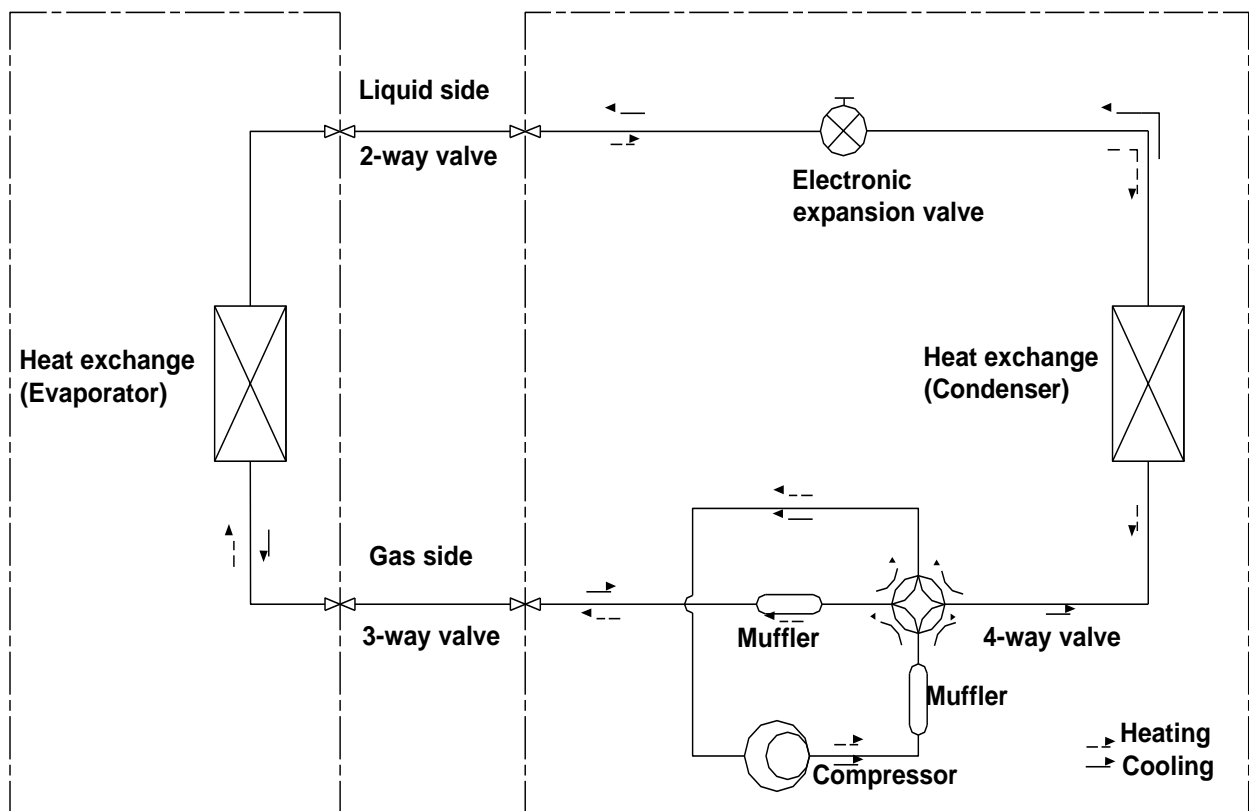 Liquid side
2-way valve
Electronic
expansion valve
Heat exchange
(Evaporator)
Heat exchange
(Condenser)
Gas side
3-way valve
Muffler
4-way valve
Muffler
Compressor
Heating
Cooling